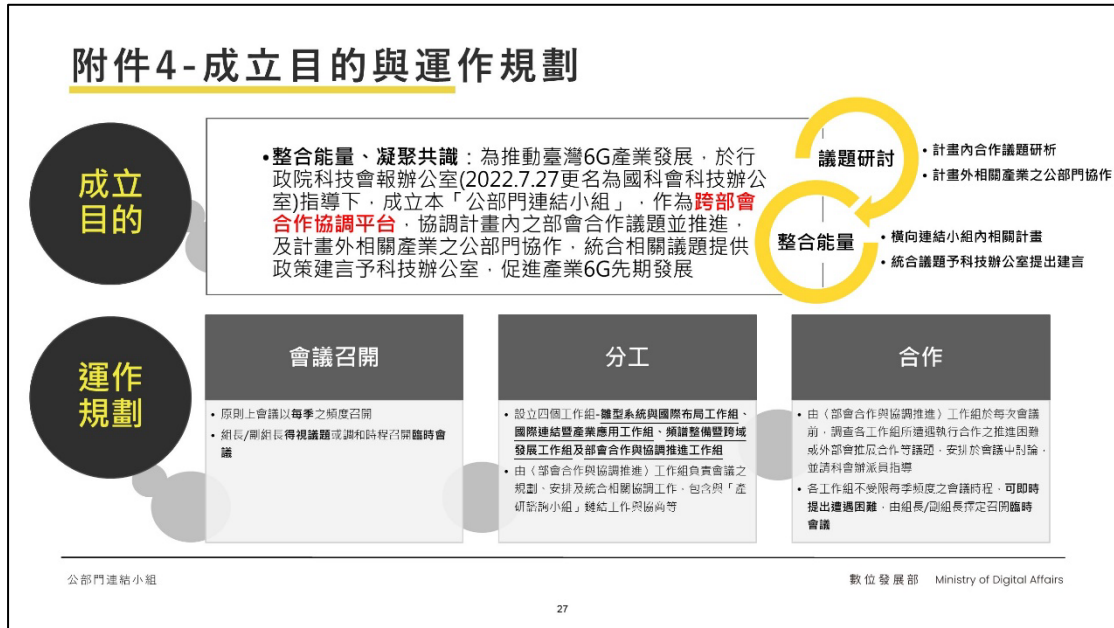 附件4-成立目的與運作規劃
成立
目的
•整合能量、凝聚共識：為推動臺灣6G產業發展，於行
政院科技會報辦公室(2022.7.27更名為國科會科技辦公
室)指導下，成立本「公部門連結小組」，作為跨部會
合作協調平台，協調計畫內之部會合作議題並推進，
及計畫外相關產業之公部門協作，統合相關議題提供
政策建言予科技辦公室，促進產業6G先期發展
議題研討
• 計畫內合作議題研析
• 計畫外相關產業之公部門協作
整合能量
• 橫向連結小組內相關計畫
• 統合議題予科技辦公室提出建言
運作
規劃
會議召開
• 原則上會議以每季之頻度召開
• 組長/副組長得視議題或調和時程召開臨時會
議
分工
• 設立四個工作組-雛型系統與國際布局工作組、
國際連結暨產業應用工作組、頻譜整備暨跨域
發展工作組及部會合作與協調推進工作組
• 由〈部會合作與協調推進〉工作組負責會議之
規劃、安排及統合相關協調工作，包含與「產
研諮詢小組」鏈結工作與協商等
合作
• 由〈部會合作與協調推進〉工作組於每次會議
前，調查各工作組所遭遇執行合作之推進困難
或外部會推展合作等議題，安排於會議中討論，
並請科會辦派員指導
• 各工作組不受限每季頻度之會議時程，可即時
提出遭遇困難，由組長/副組長擇定召開臨時
會議
公部門連結小組
數位發展部 Ministry of Digital Affairs
27